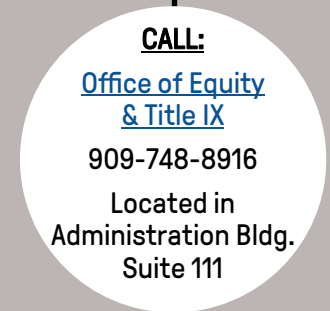 CALL:
Office of Equity
& Title IX
909-748-8916
Located in
Administration Bldg.
Suite 111